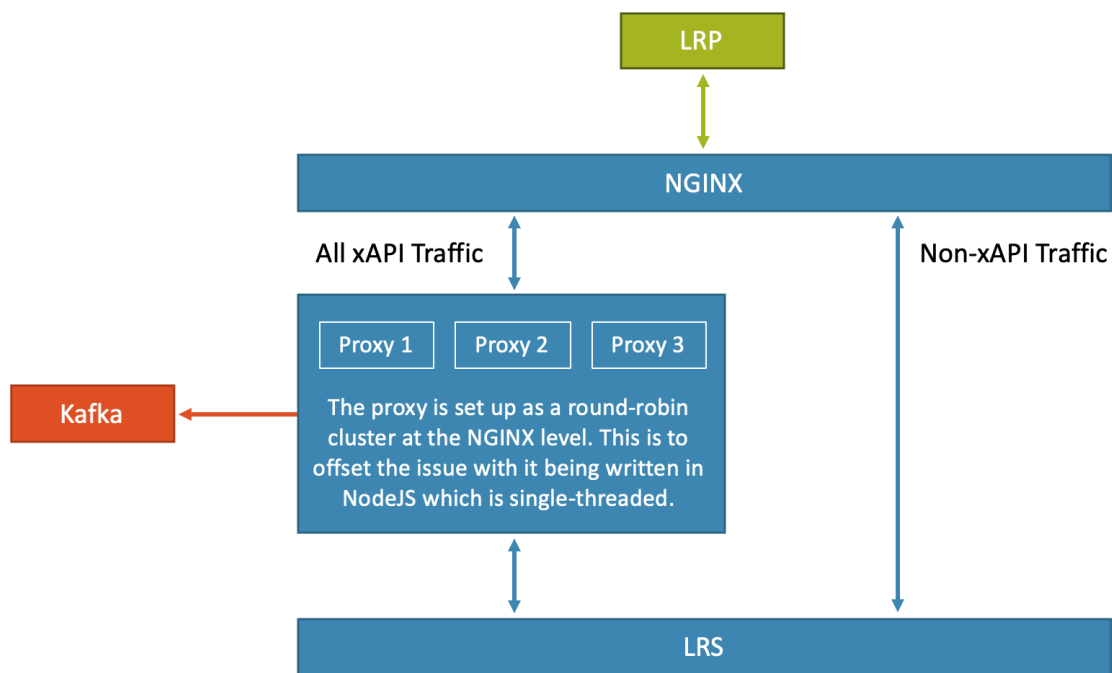 LRP
NGINX
All xAPI Traffic
Non-xAPI Traffic
Proxy 1
Proxy 2
Proxy 3
Kafka
The proxy is set up as a round-robin
cluster at the NGINX level. This is to
offset the issue with it being written in
NodeJS which is single-threaded.
LRS